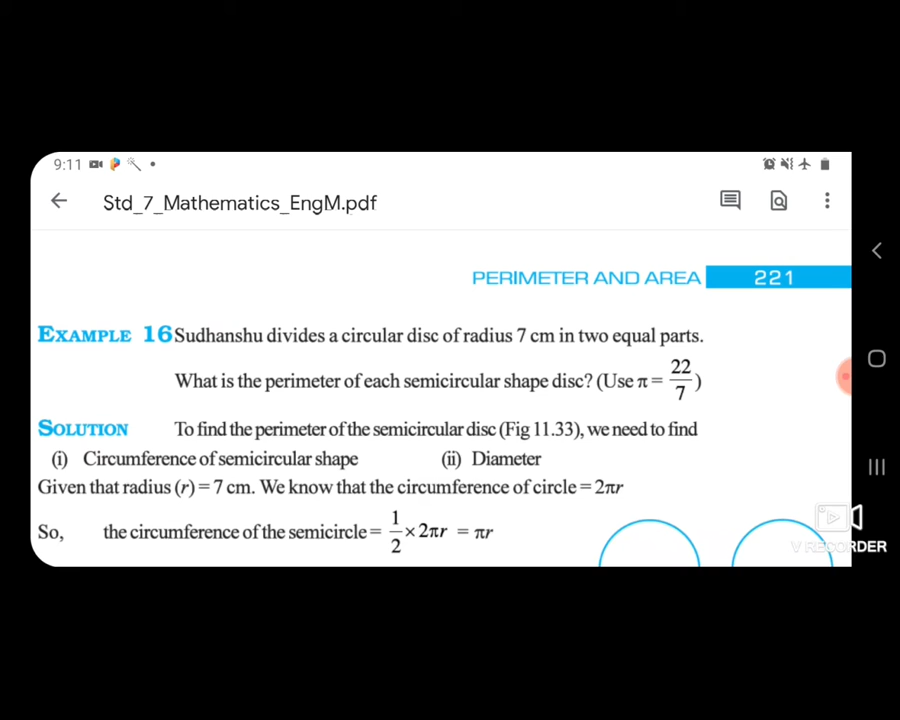 9:11
Std_7_Mathematics_EngM.pdf
PERIMETER AND AREA 221
EXAMPLE 16 Sudhanshu divides a circular disc of radius 7 cm in two equal parts.
What is the perimeter of each semicircular shape disc? (Use π = 22/7)
SOLUTION To find the perimeter of the semicircular disc (Fig 11.33), we need to find
(i) Circumference of semicircular shape (ii) Diameter
Given that radius (r) = 7 cm. We know that the circumference of circle = 2πr
So, the circumference of the semicircle = 1/2 × 2πr = πr
V RECORDER